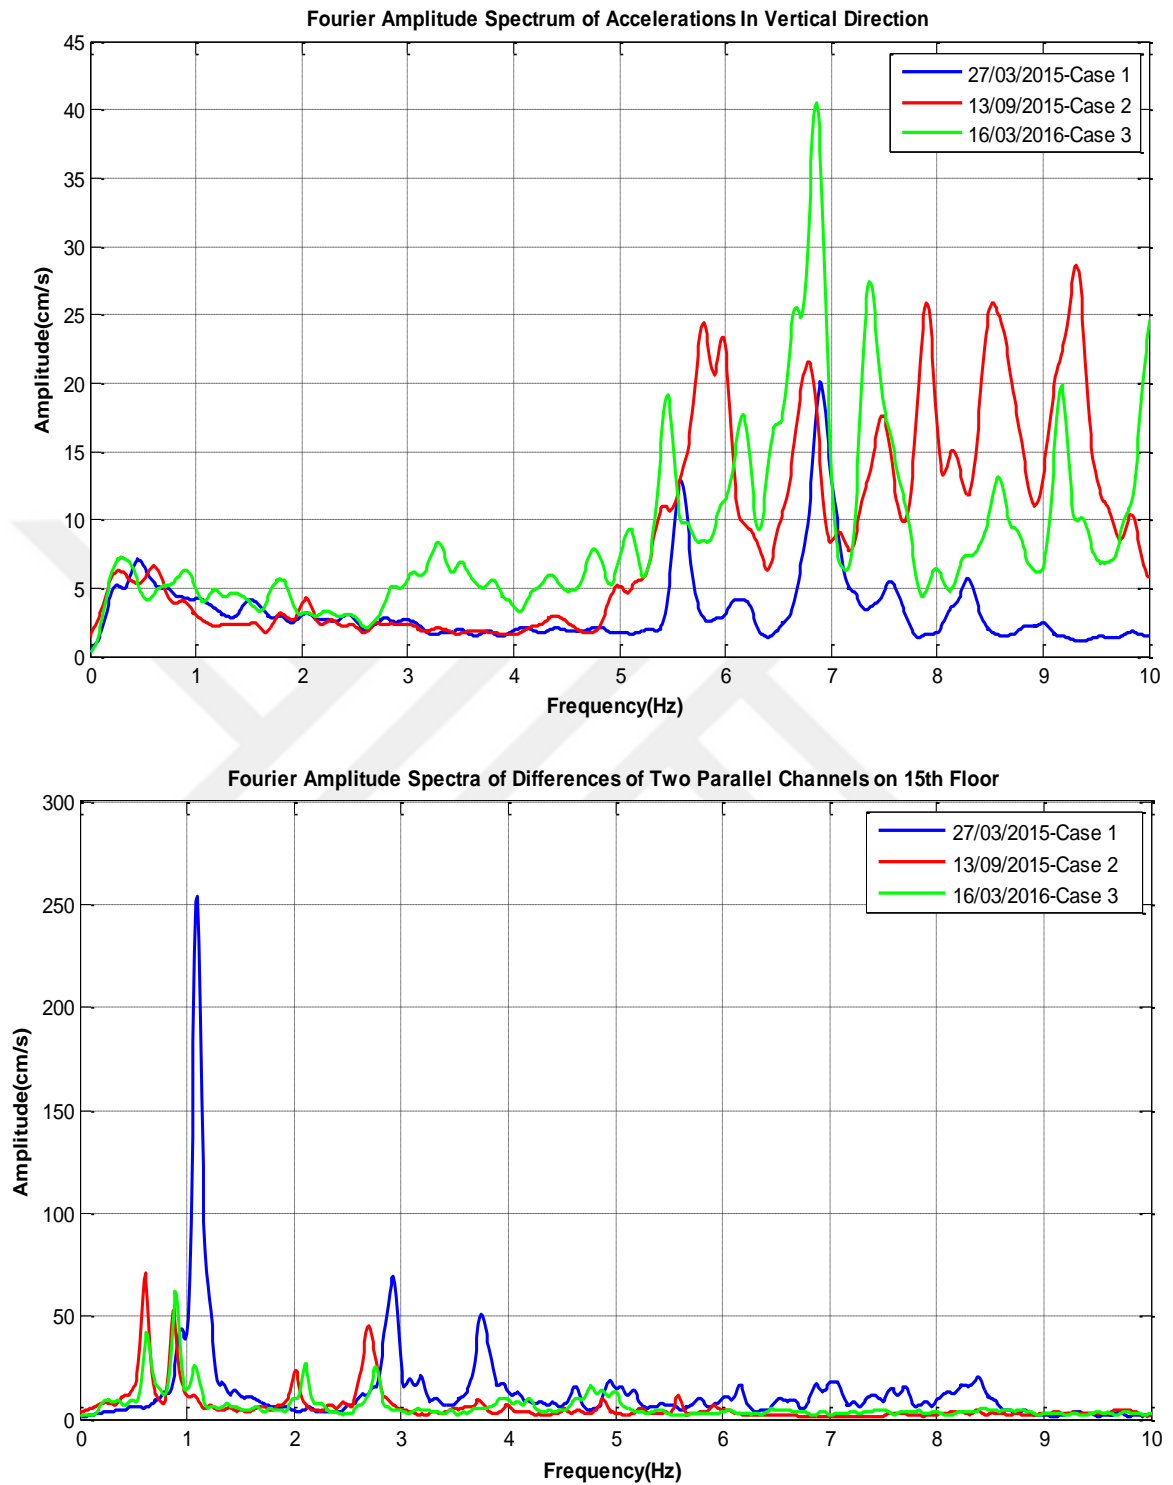 Fourier Amplitude Spectrum of Accelerations In Vertical Direction
45
40
35
30
25
20
15
10
5
0
Amplitude(cm/s)
27/03/2015-Case 1
13/09/2015-Case 2
16/03/2016-Case 3
0 1 2 3 4 5 6 7 8 9 10
Frequency(Hz)
Fourier Amplitude Spectra of Differences of Two Parallel Channels on 15th Floor
300
250
200
150
100
50
0
Amplitude(cm/s)
27/03/2015-Case 1
13/09/2015-Case 2
16/03/2016-Case 3
0 1 2 3 4 5 6 7 8 9 10
Frequency(Hz)